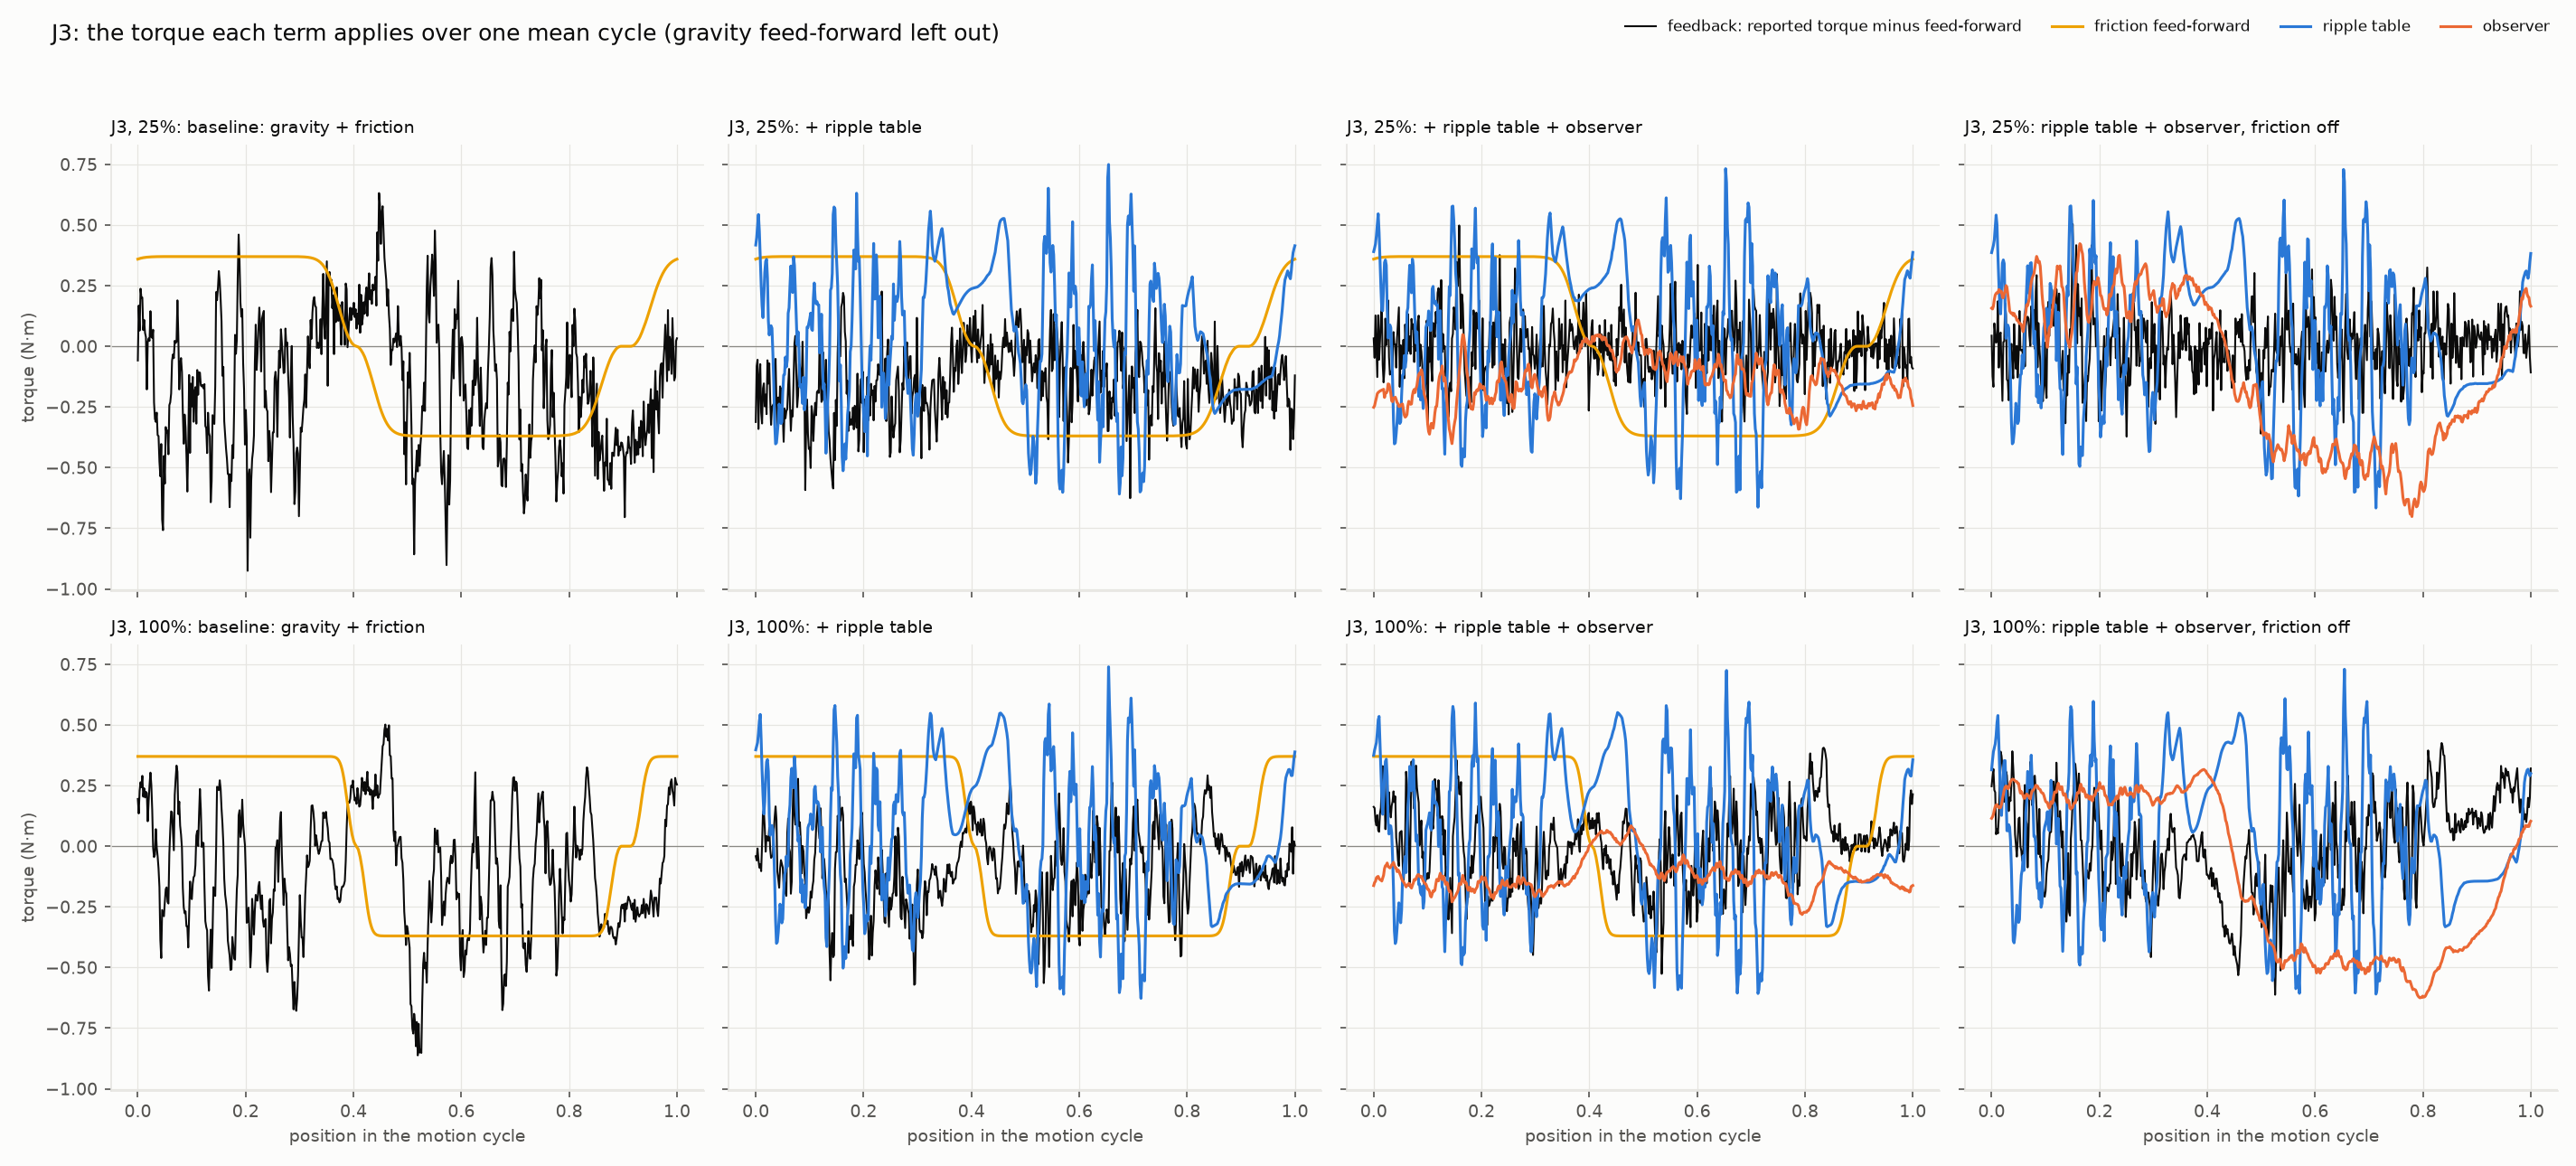 J3: the torque each term applies over one mean cycle (gravity feed-forward left out)
feedback: reported torque minus feed-forward
friction feed-forward
ripple table
observer
J3, 25%: baseline: gravity + friction
J3, 25%: + ripple table
J3, 25%: + ripple table + observer
J3, 25%: ripple table + observer, friction off
0.75
0.50
0.25
0.00
−0.25
−0.50
−0.75
−1.00
torque (N·m)
J3, 100%: baseline: gravity + friction
J3, 100%: + ripple table
J3, 100%: + ripple table + observer
J3, 100%: ripple table + observer, friction off
0.75
0.50
0.25
0.00
−0.25
−0.50
−0.75
−1.00
torque (N·m)
0.0 0.2 0.4 0.6 0.8 1.0
0.0 0.2 0.4 0.6 0.8 1.0
0.0 0.2 0.4 0.6 0.8 1.0
0.0 0.2 0.4 0.6 0.8 1.0
position in the motion cycle
position in the motion cycle
position in the motion cycle
position in the motion cycle